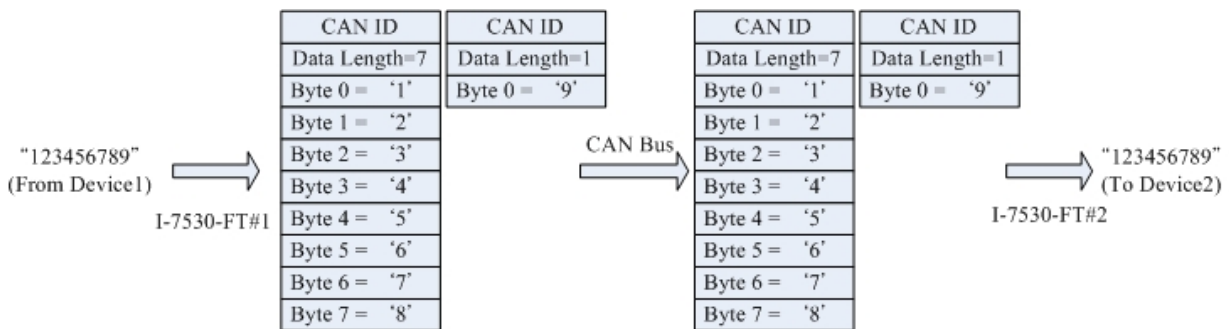 "123456789"
(From Device1)
I-7530-FT#1
CAN ID
Data Length=7
Byte 0 = ‘1’
Byte 1 = ‘2’
Byte 2 = ‘3’
Byte 3 = ‘4’
Byte 4 = ‘5’
Byte 5 = ‘6’
Byte 6 = ‘7’
Byte 7 = ‘8’
CAN ID
Data Length=1
Byte 0 = ‘9’
CAN Bus
CAN ID
Data Length=7
Byte 0 = ‘1’
Byte 1 = ‘2’
Byte 2 = ‘3’
Byte 3 = ‘4’
Byte 4 = ‘5’
Byte 5 = ‘6’
Byte 6 = ‘7’
Byte 7 = ‘8’
CAN ID
Data Length=1
Byte 0 = ‘9’
I-7530-FT#2
"123456789"
(To Device2)